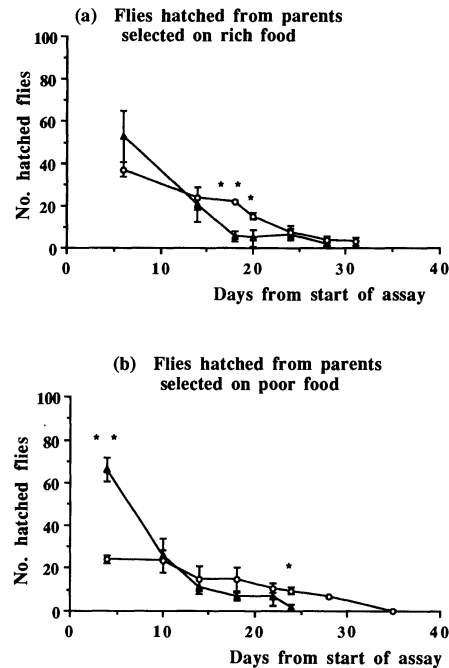 (a) Flies hatched from parents
selected on rich food
100
80
60
40
20
0
No. hatched flies
* *
*
0 10 20 30 40
Days from start of assay
(b) Flies hatched from parents
selected on poor food
100
80
60
40
20
0
No. hatched flies
* *
*
0 10 20 30 40
Days from start of assay